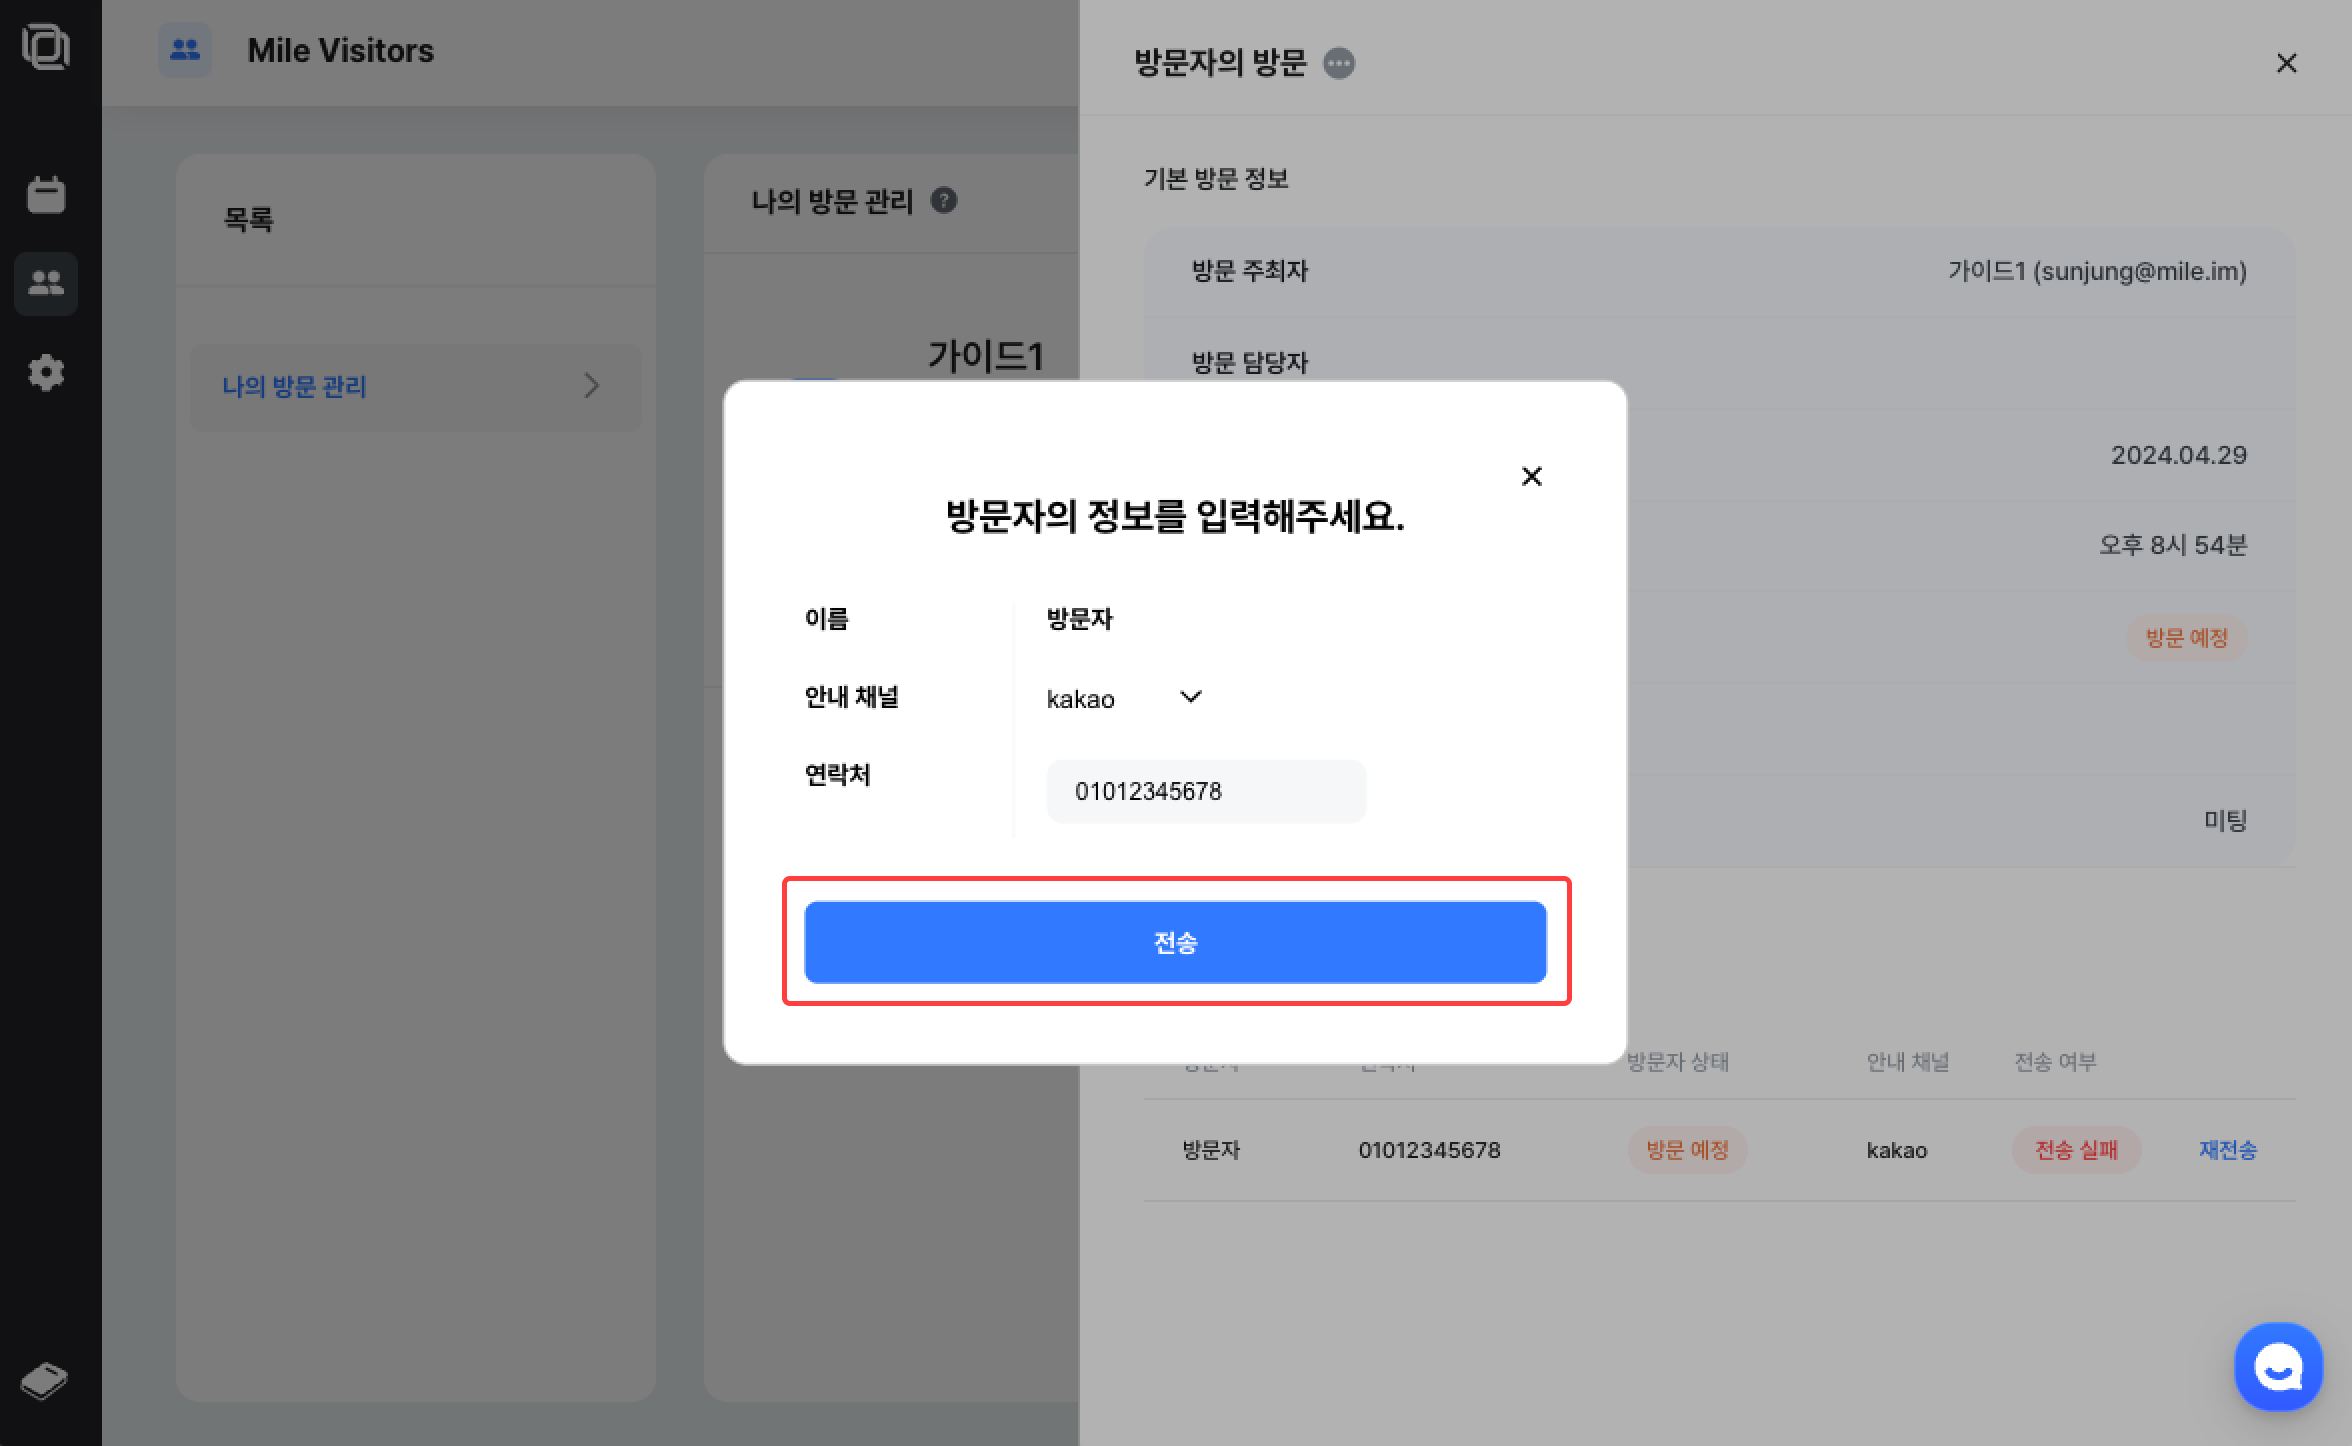 Mile Visitors
목록
나의 방문 관리
나의 방문 관리 ?
가이드1
방문자의 방문
기본 방문 정보
방문 주최자 가이드1 (sunjung@mile.im)
방문 담당자
2024.04.29
오후 8시 54분
방문 예정
미팅
방문자의 정보를 입력해주세요.
이름 방문자
안내 채널 kakao
연락처 01012345678
전송
방문자 상태 안내 채널 전송 여부
방문자 01012345678 방문 예정 kakao 전송 실패 재전송